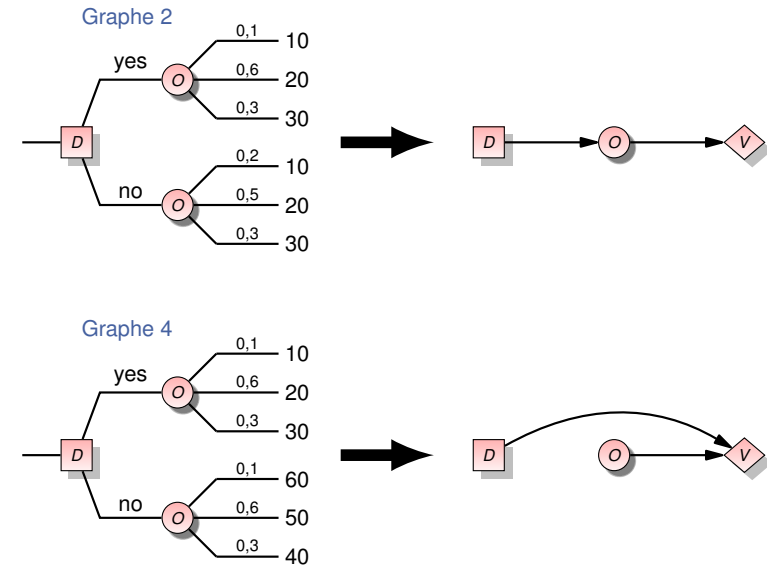 Graphe 2
yes
D
O
0,1 10
0,6 20
0,3 30
no
O
0,2 10
0,5 20
0,3 30
D O V
Graphe 4
yes
D
O
0,1 10
0,6 20
0,3 30
no
O
0,1 60
0,6 50
0,3 40
D O V